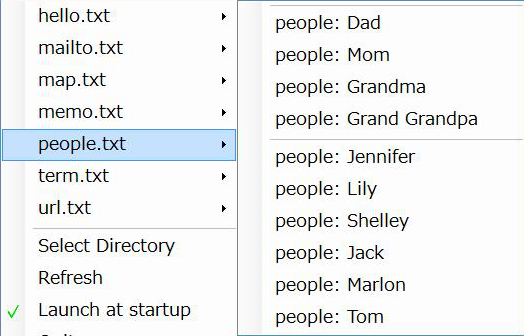 hello.txt
mailto.txt
map.txt
memo.txt
people.txt
term.txt
url.txt
Select Directory
Refresh
Launch at startup
people: Dad
people: Mom
people: Grandma
people: Grand Grandpa
people: Jennifer
people: Lily
people: Shelley
people: Jack
people: Marlon
people: Tom